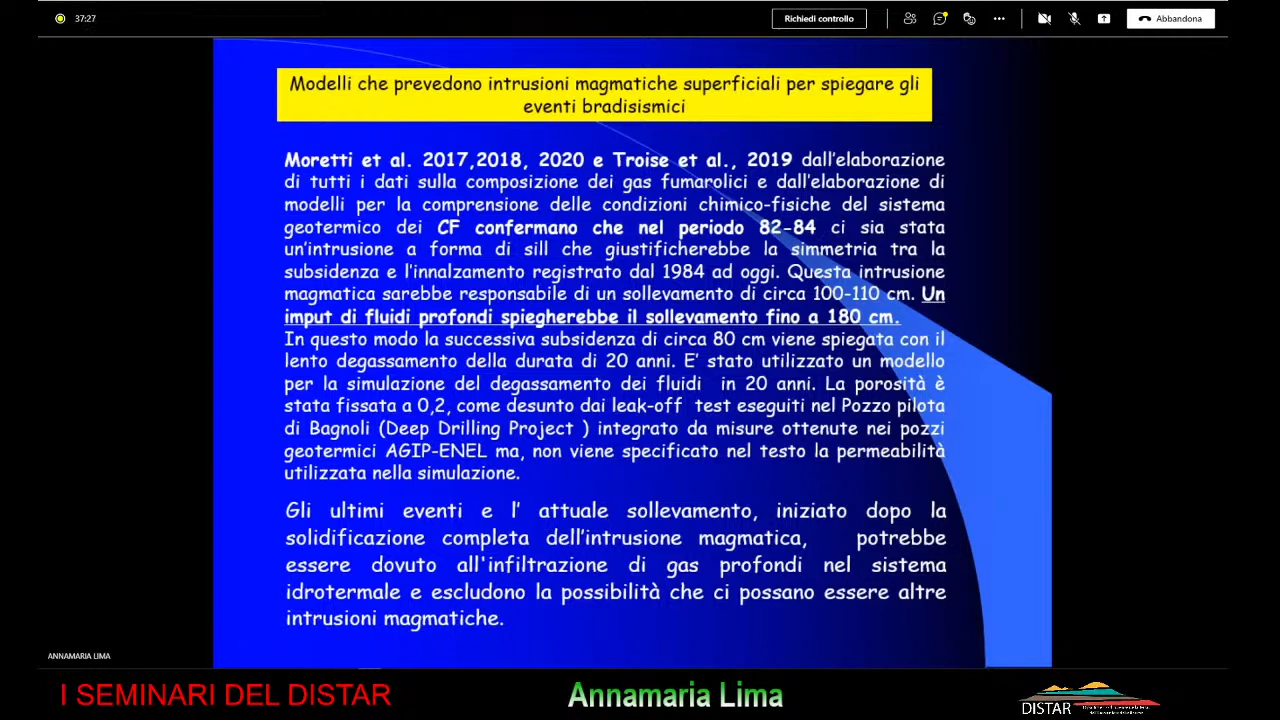 37:27
Richiedi controllo
Abbandona
Modelli che prevedono intrusioni magmatiche superficiali per spiegare gli
eventi bradisismici
Moretti et al. 2017,2018, 2020 e Troise et al., 2019 dall'elaborazione
di tutti i dati sulla composizione dei gas fumarolici e dall'elaborazione di
modelli per la comprensione delle condizioni chimico-fisiche del sistema
geotermico dei CF confermano che nel periodo 82-84 ci sia stata
un'intrusione a forma di sill che giustificherebbe la simmetria tra la
subsidenza e l'innalzamento registrato dal 1984 ad oggi. Questa intrusione
magmatica sarebbe responsabile di un sollevamento di circa 100-110 cm. Un
imput di fluidi profondi spiegherebbe il sollevamento fino a 180 cm.
In questo modo la successiva subsidenza di circa 80 cm viene spiegata con il
lento degassamento della durata di 20 anni. E' stato utilizzato un modello
per la simulazione del degassamento dei fluidi in 20 anni. La porosità è
stata fissata a 0,2, come desunto dai leak-off test eseguiti nel Pozzo pilota
di Bagnoli (Deep Drilling Project ) integrato da misure ottenute nei pozzi
geotermici AGIP-ENEL ma, non viene specificato nel testo la permeabilità
utilizzata nella simulazione.
Gli ultimi eventi e l' attuale sollevamento, iniziato dopo la
solidificazione completa dell'intrusione magmatica, potrebbe
essere dovuto all'infiltrazione di gas profondi nel sistema
idrotermale e escludono la possibilità che ci possano essere altre
intrusioni magmatiche.
ANNAMARIA LIMA
I SEMINARI DEL DISTAR
Annamaria Lima
DISTAR